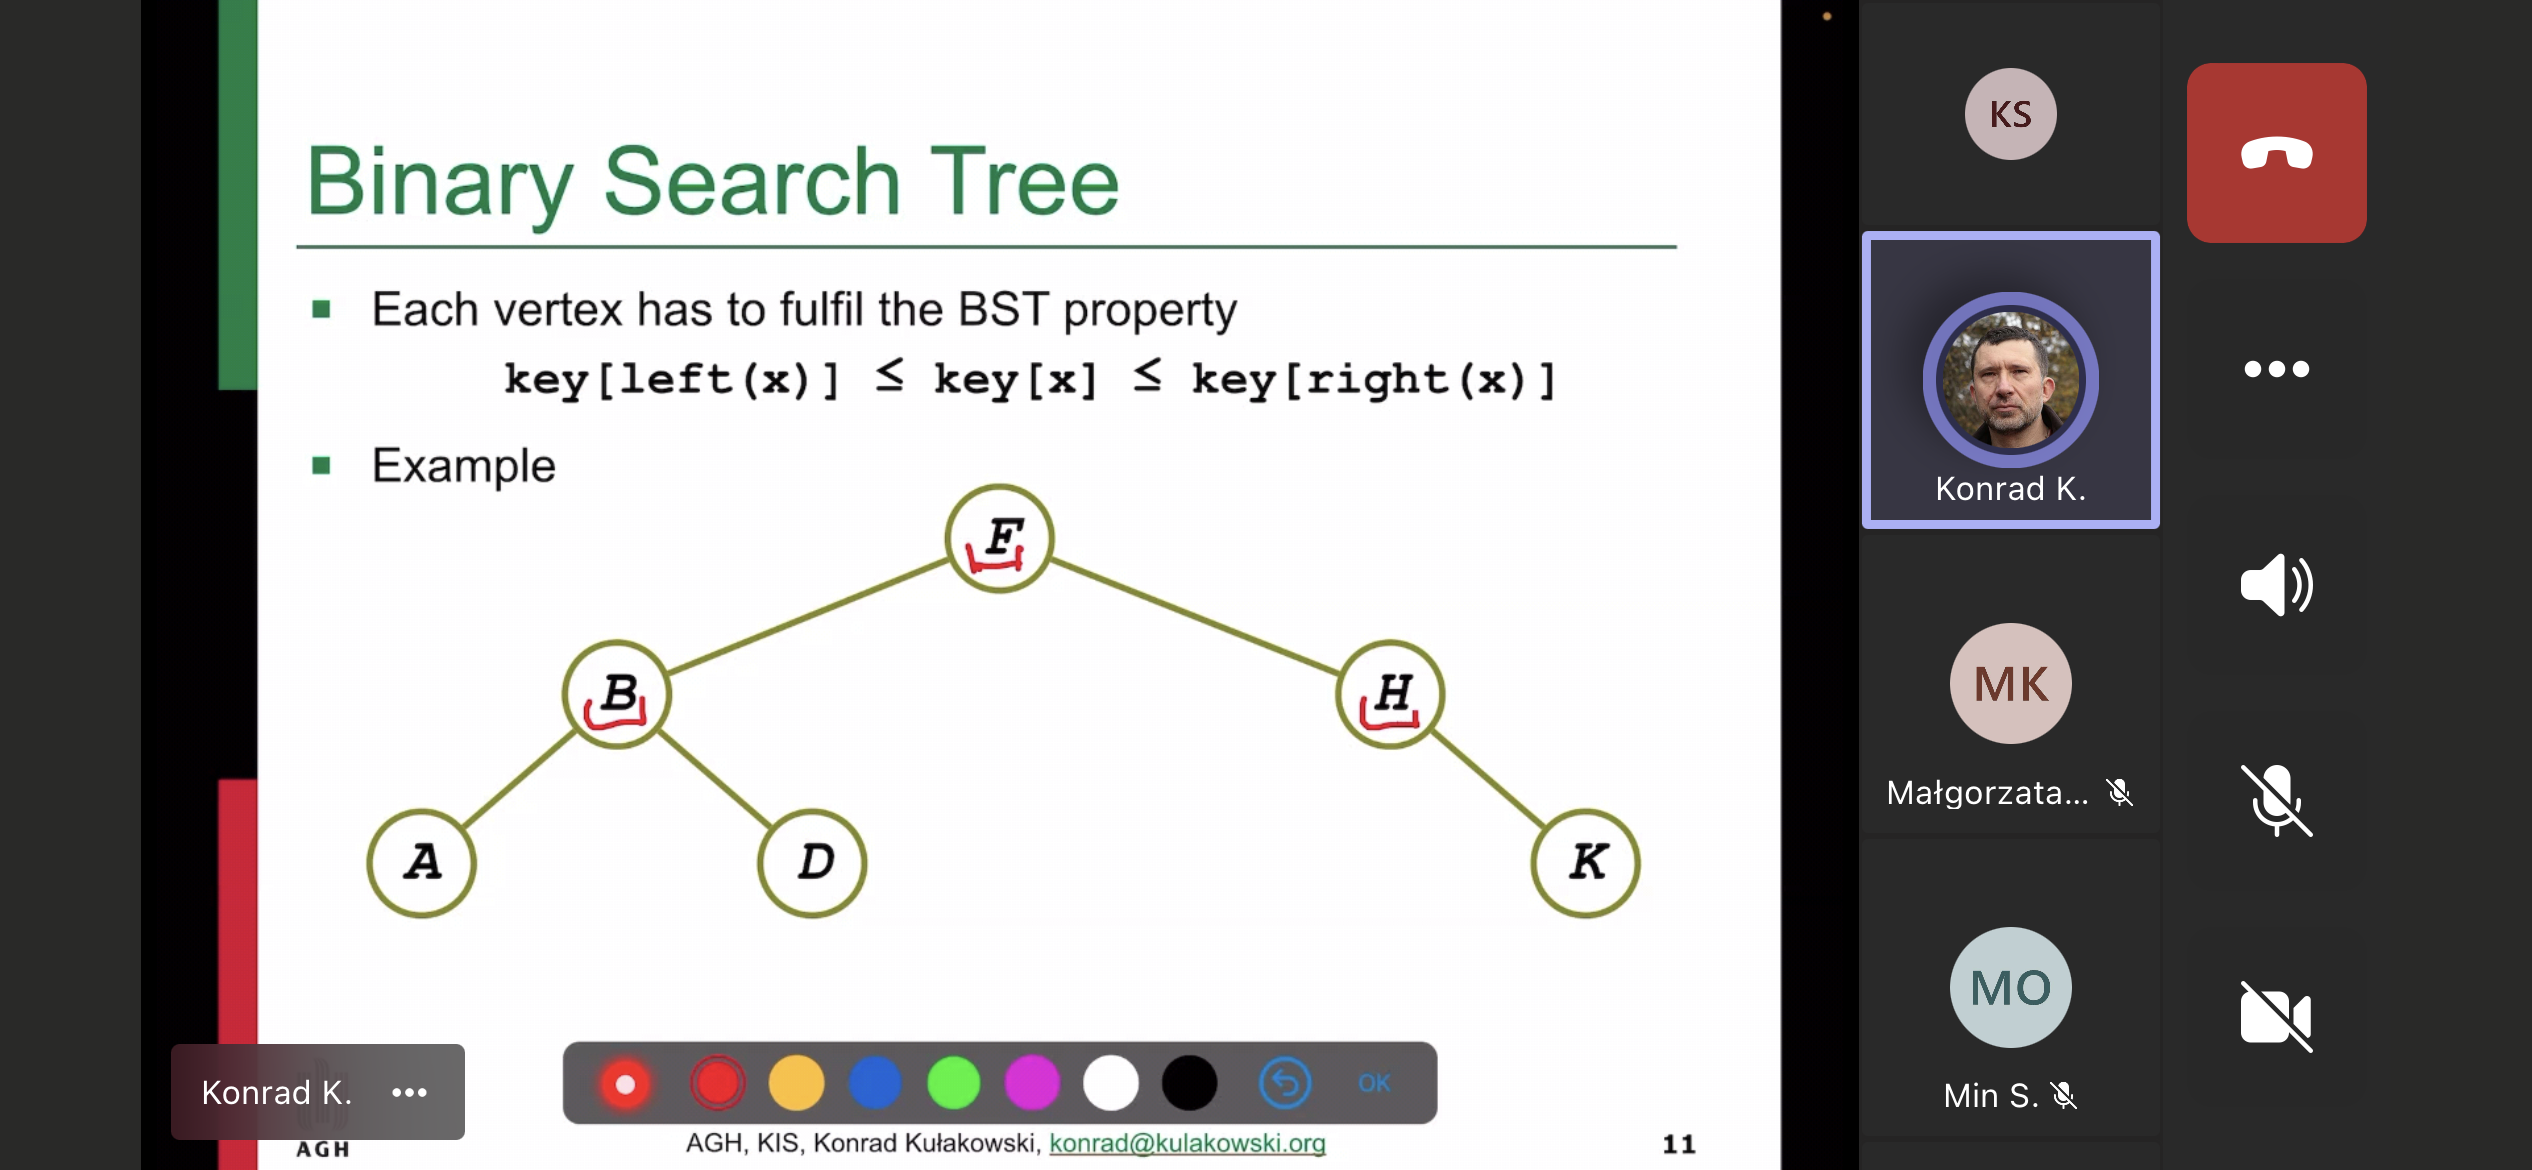 Binary Search Tree
Each vertex has to fulfil the BST property
key[left(x)] ≤ key[x] ≤ key[right(x)]
Example
F
B
H
A
D
K
OK
Konrad K.
AGH
AGH, KIS, Konrad Kułakowski, konrad@kulakowski.org
11
KS
Konrad K.
MK
Małgorzata...
MO
Min S.